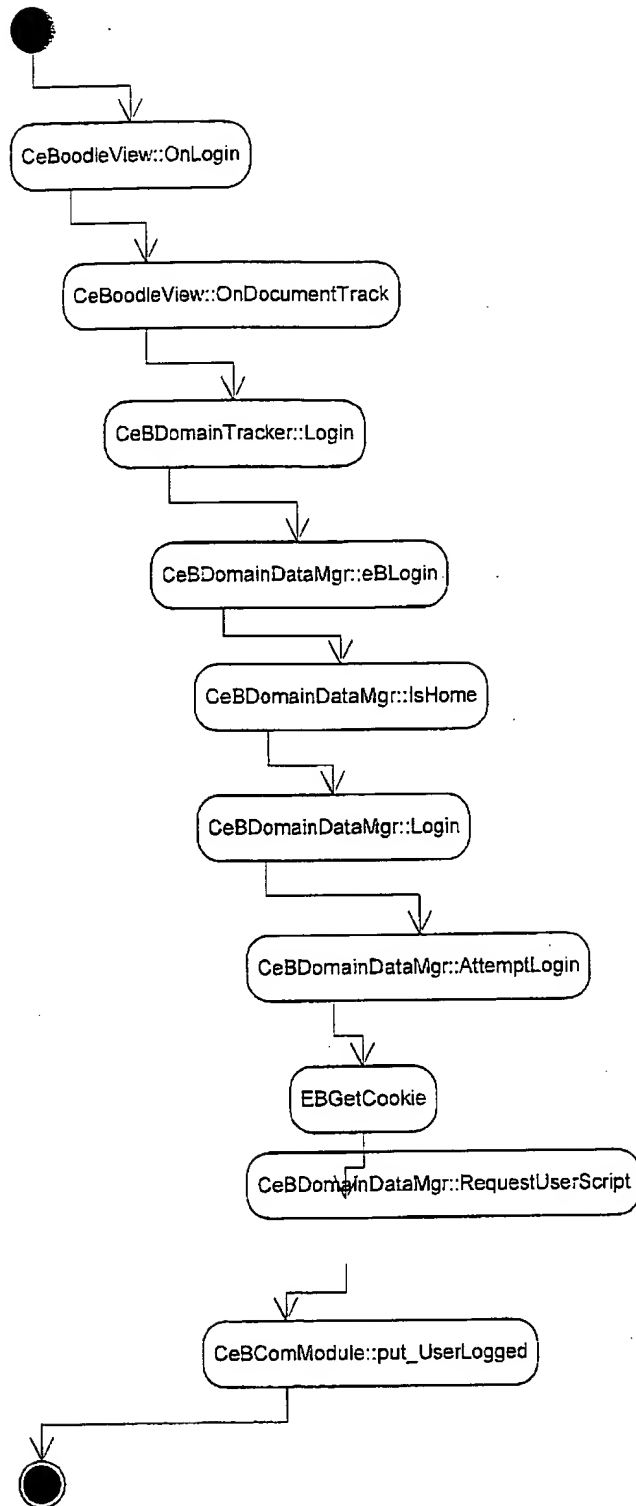 CeBoodleView::OnLogin
CeBoodleView::OnDocumentTrack
CeBDomainTracker::Login
CeBDomainDataMgr::eBLogin
CeBDomainDataMgr::IsHome
CeBDomainDataMgr::Login
CeBDomainDataMgr::AttemptLogin
EBGetCookie
CeBDomainDataMgr::RequestUserScript
CeBComModule::put_UserLogged